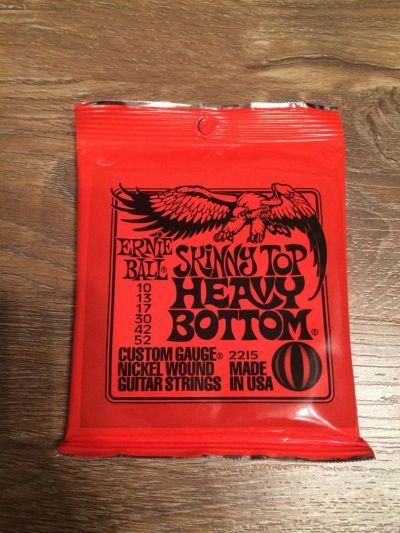 ERNIE BALL®
SKINNY TOP
HEAVY
BOTTOM®
10
13
17
30
42
52
CUSTOM GAUGE® 2215
NICKEL WOUND MADE
GUITAR STRINGS IN USA